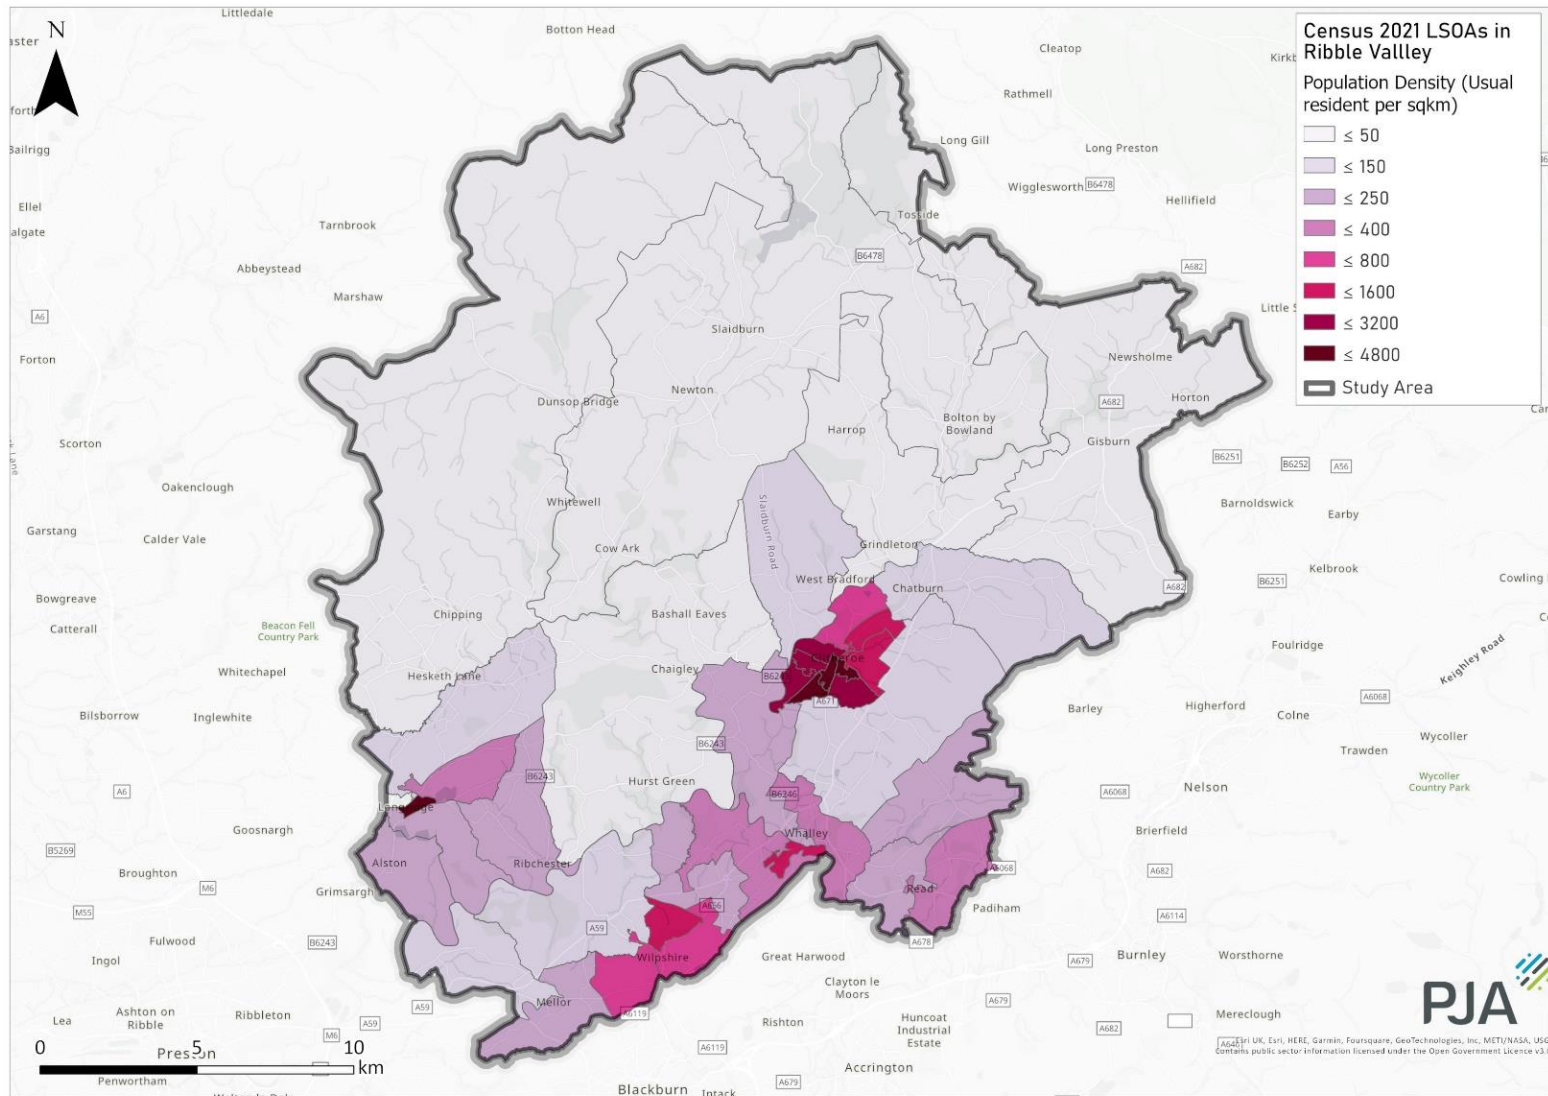 Littledale
Botton Head
Cleatop
N
Census 2021 LSOAs in
Ribble Vallley
Population Density (Usual
resident per sqkm)
≤ 50
≤ 150
≤ 250
≤ 400
≤ 800
≤ 1600
≤ 3200
≤ 4800
Study Area
Rathmell
Long Gill
Long Preston
Bailrigg
Wigglesworth
B6478
Hellifield
Ellel
Tarnbrook
Tosside
B6478
Abbeystead
A682
Marshaw
A6
Slaidburn
Forton
Newsholme
Newton
Dunsop Bridge
A682
Horton
Harrop
Bolton by
Bowland
Scorton
Gisburn
B6251
B6252
A56
Oakenclough
Whitewell
Slaidburn Road
Barnoldswick
Earby
Garstang
Calder Vale
Cow Ark
Grindleton
West Bradford
Chatburn
A682
B6251
Kelbrook
Bowgreave
Catterall
Beacon Fell
Country Park
Chipping
Bashall Eaves
Foulridge
Keighley Road
Whitechapel
Hesketh Lane
Chaigley
A671
Barley
Higherford
A6068
Colne
Bilsborrow
Inglewhite
B6243
Trawden
Wycoller
B6243
Hurst Green
B6246
A6
A6068
Nelson
Wycoller
Country Park
Goosnargh
Whalley
Brierfield
B5269
Alston
Ribchester
A6068
A682
Broughton
M6
Grimsargh
Read
M55
A59
Padiham
A6114
Fulwood
B6243
A678
Ingol
Wilpshire
Great Harwood
A679
Burnley
Worsthorne
Clayton le
Moors
Mellor
A59
A6119
A679
PJA
Lea
Ashton on
Ribble
Ribbleton
A59
M6
Rishton
Huncoat
Industrial
Estate
A682
Mereclough
0
5
10
km
A6119
Penwortham
Accrington
A679
Blackburn
Intack